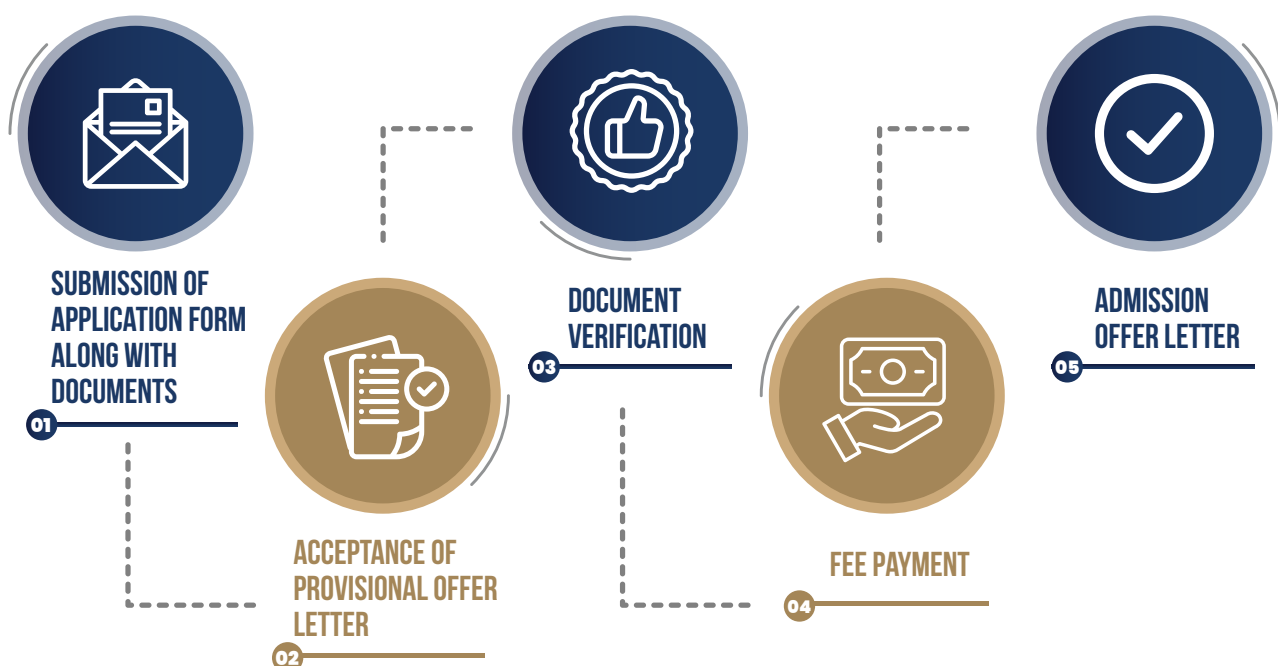 SUBMISSION OF
APPLICATION FORM
ALONG WITH
DOCUMENTS
01
ACCEPTANCE OF
PROVISIONAL OFFER
LETTER
02
DOCUMENT
VERIFICATION
03
FEE PAYMENT
04
ADMISSION
OFFER LETTER
05